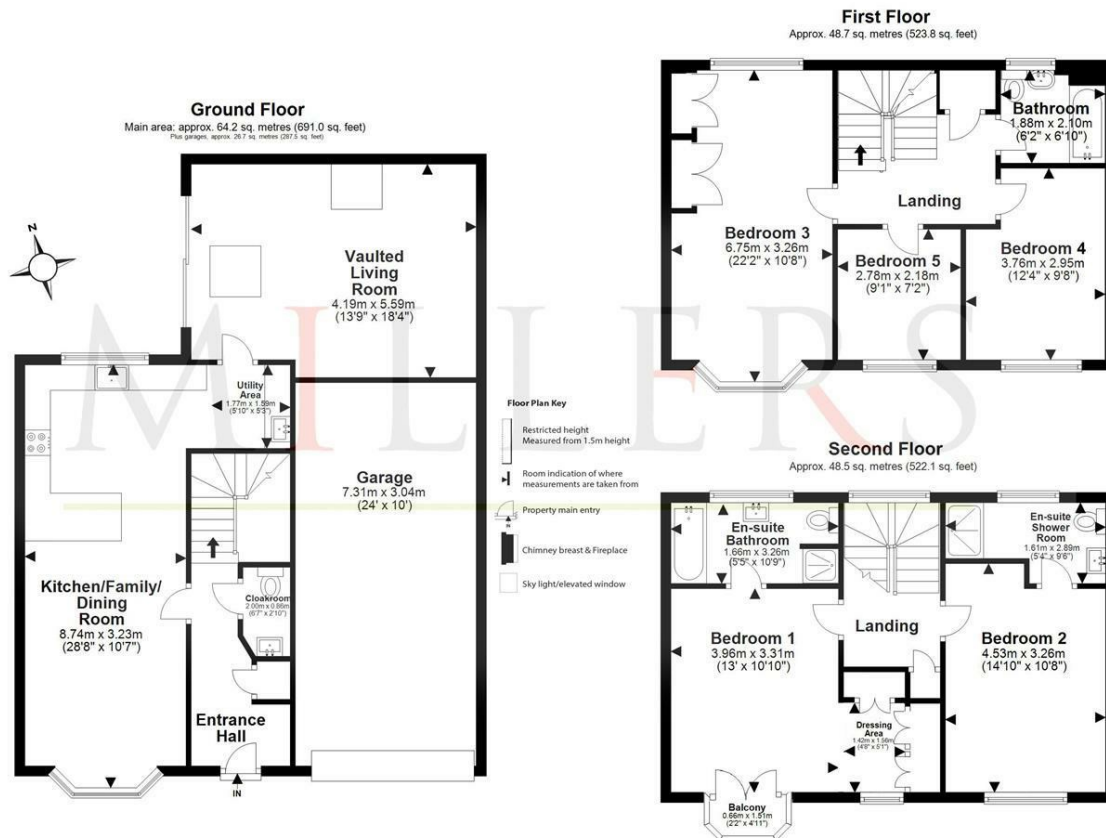 Ground Floor
Main area: approx. 64.2 sq. metres (691.0 sq. feet)
Plus garages, approx. 26.7 sq. metres (287.5 sq. feet)
N
Vaulted
Living
Room
4.19m x 5.59m
(13'9" x 18'4")
Utility
Area
1.77m x 1.59m
(5'10" x 5'3")
Garage
7.31m x 3.04m
(24' x 10')
Kitchen/Family/
Dining
Room
8.74m x 3.23m
(28'8" x 10'7")
Cloakroom
2.00m x 0.86m
(6'7" x 2'10")
Entrance
Hall
IN
MILLERS
Floor Plan Key
Restricted height
Measured from 1.5m height
Room indication of where
measurements are taken from
Property main entry
IN
Chimney breast & Fireplace
Sky light/elevated window
First Floor
Approx. 48.7 sq. metres (523.8 sq. feet)
Bathroom
1.88m x 2.10m
(6'2" x 6'10")
Landing
Bedroom 3
6.75m x 3.26m
(22'2" x 10'8")
Bedroom 5
2.78m x 2.18m
(9'1" x 7'2")
Bedroom 4
3.76m x 2.95m
(12'4" x 9'8")
Second Floor
Approx. 48.5 sq. metres (522.1 sq. feet)
En-suite
Bathroom
1.66m x 3.26m
(5'5" x 10'9")
En-suite
Shower
Room
1.61m x 2.89m
(5'4" x 9'6")
Bedroom 1
3.96m x 3.31m
(13' x 10'10")
Landing
Bedroom 2
4.53m x 3.26m
(14'10" x 10'8")
Dressing
Area
1.42m x 1.56m
(4'8" x 5'1")
Balcony
0.66m x 1.51m
(2'2" x 4'11")